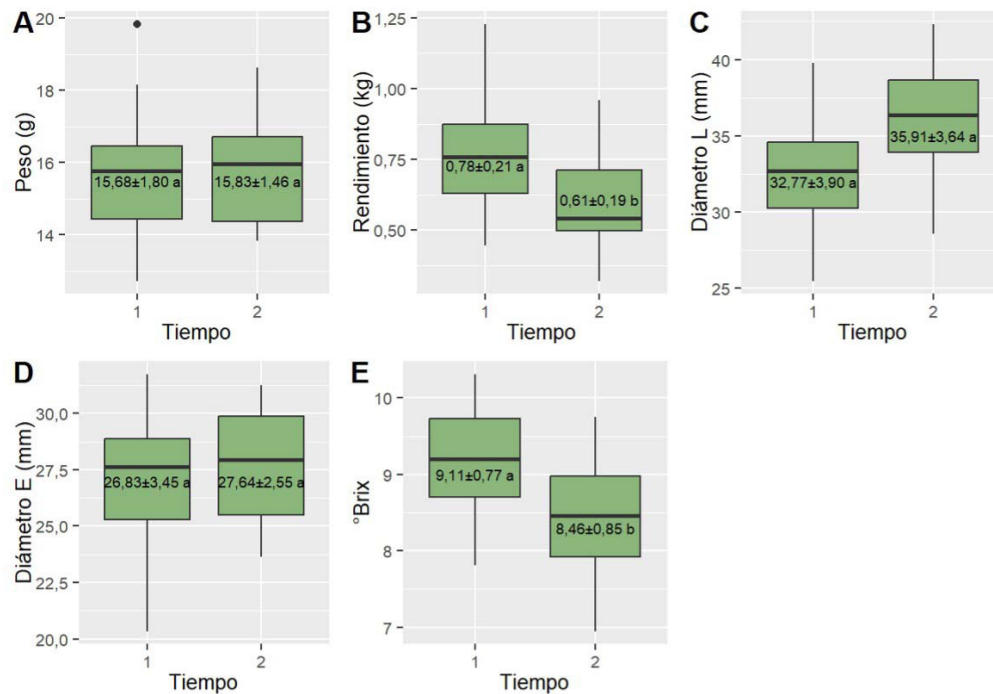 A
Peso (g)
20
18
16
14
15,68±1,80 a
15,83±1,46 a
1
2
Tiempo
B
Rendimiento (kg)
1,25
1,00
0,75
0,50
0,78±0,21 a
0,61±0,19 b
1
2
Tiempo
C
Diámetro L (mm)
40
35
30
25
32,77±3,90 a
35,91±3,64 a
1
2
Tiempo
D
Diámetro E (mm)
30,0
27,5
25,0
22,5
20,0
26,83±3,45 a
27,64±2,55 a
1
2
Tiempo
E
°Brix
10
9
8
7
9,11±0,77 a
8,46±0,85 b
1
2
Tiempo